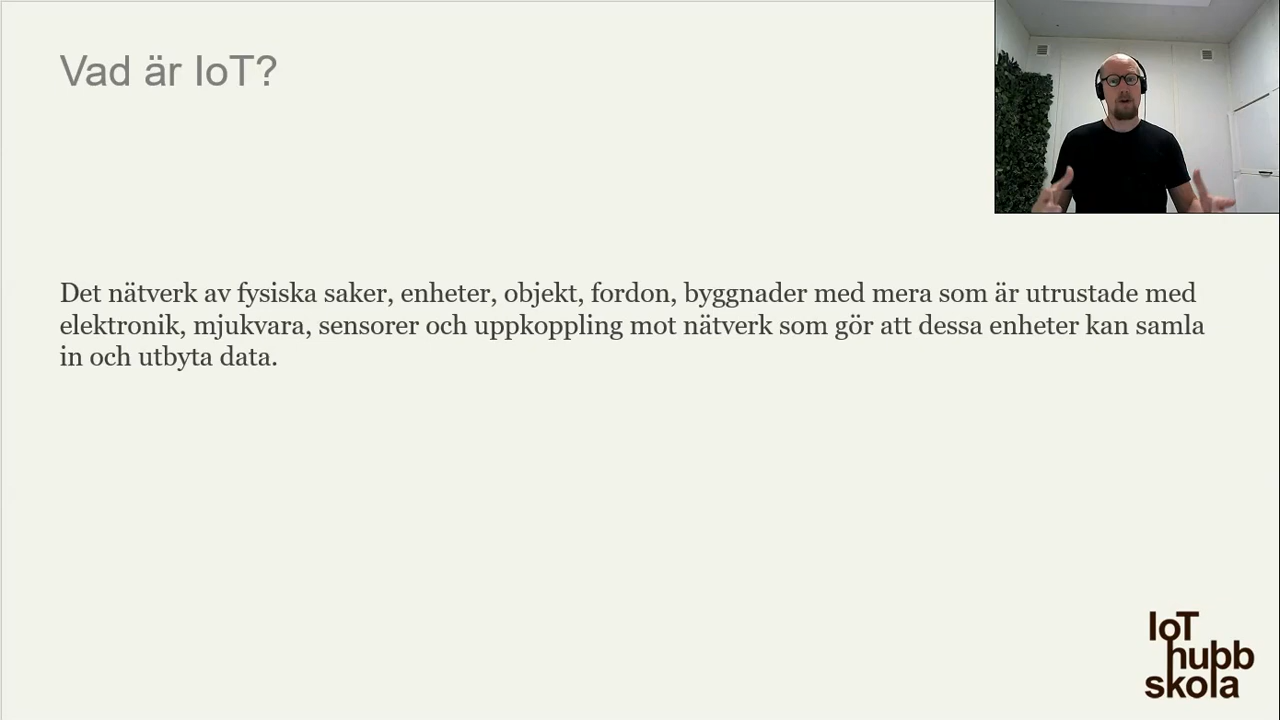 Vad är IoT?
Det nätverk av fysiska saker, enheter, objekt, fordon, byggnader med mera som är utrustade med
elektronik, mjukvara, sensorer och uppkoppling mot nätverk som gör att dessa enheter kan samla
in och utbyta data.
IoT
hubb
skola